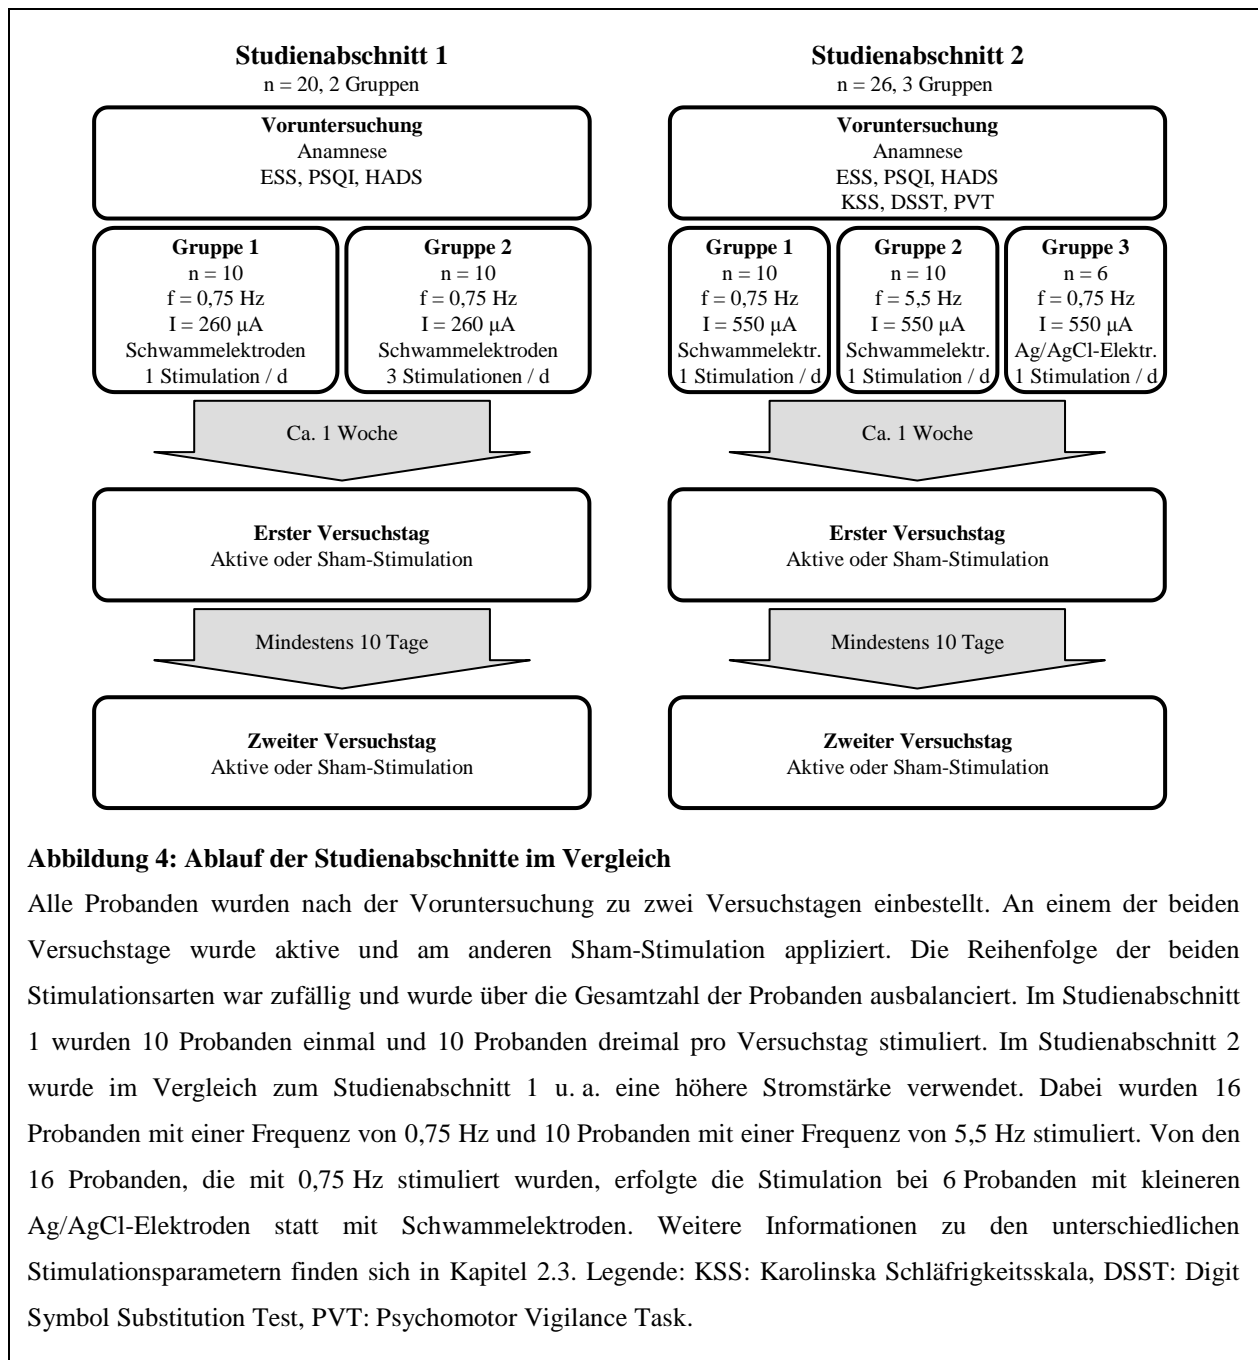 Studienabschnitt 1
n = 20, 2 Gruppen
Voruntersuchung
Anamnese
ESS, PSQI, HADS
Gruppe 1
n = 10
f = 0,75 Hz
I = 260 µA
Schwammelektroden
1 Stimulation / d
Gruppe 2
n = 10
f = 0,75 Hz
I = 260 µA
Schwammelektroden
3 Stimulationen / d
Ca. 1 Woche
Erster Versuchstag
Aktive oder Sham-Stimulation
Mindestens 10 Tage
Zweiter Versuchstag
Aktive oder Sham-Stimulation
Studienabschnitt 2
n = 26, 3 Gruppen
Voruntersuchung
Anamnese
ESS, PSQI, HADS
KSS, DSST, PVT
Gruppe 1
n = 10
f = 0,75 Hz
I = 550 µA
Schwammelektr.
1 Stimulation / d
Gruppe 2
n = 10
f = 5,5 Hz
I = 550 µA
Schwammelektr.
1 Stimulation / d
Gruppe 3
n = 6
f = 0,75 Hz
I = 550 µA
Ag/AgCl-Elektr.
1 Stimulation / d
Ca. 1 Woche
Erster Versuchstag
Aktive oder Sham-Stimulation
Mindestens 10 Tage
Zweiter Versuchstag
Aktive oder Sham-Stimulation
Abbildung 4: Ablauf der Studienabschnitte im Vergleich
Alle Probanden wurden nach der Voruntersuchung zu zwei Versuchstagen einbestellt. An einem der beiden
Versuchstage wurde aktive und am anderen Sham-Stimulation appliziert. Die Reihenfolge der beiden
Stimulationsarten war zufällig und wurde über die Gesamtzahl der Probanden ausbalanciert. Im Studienabschnitt
1 wurden 10 Probanden einmal und 10 Probanden dreimal pro Versuchstag stimuliert. Im Studienabschnitt 2
wurde im Vergleich zum Studienabschnitt 1 u. a. eine höhere Stromstärke verwendet. Dabei wurden 16
Probanden mit einer Frequenz von 0,75 Hz und 10 Probanden mit einer Frequenz von 5,5 Hz stimuliert. Von den
16 Probanden, die mit 0,75 Hz stimuliert wurden, erfolgte die Stimulation bei 6 Probanden mit kleineren
Ag/AgCl-Elektroden statt mit Schwammelektroden. Weitere Informationen zu den unterschiedlichen
Stimulationsparametern finden sich in Kapitel 2.3. Legende: KSS: Karolinska Schläfrigkeitsskala, DSST: Digit
Symbol Substitution Test, PVT: Psychomotor Vigilance Task.